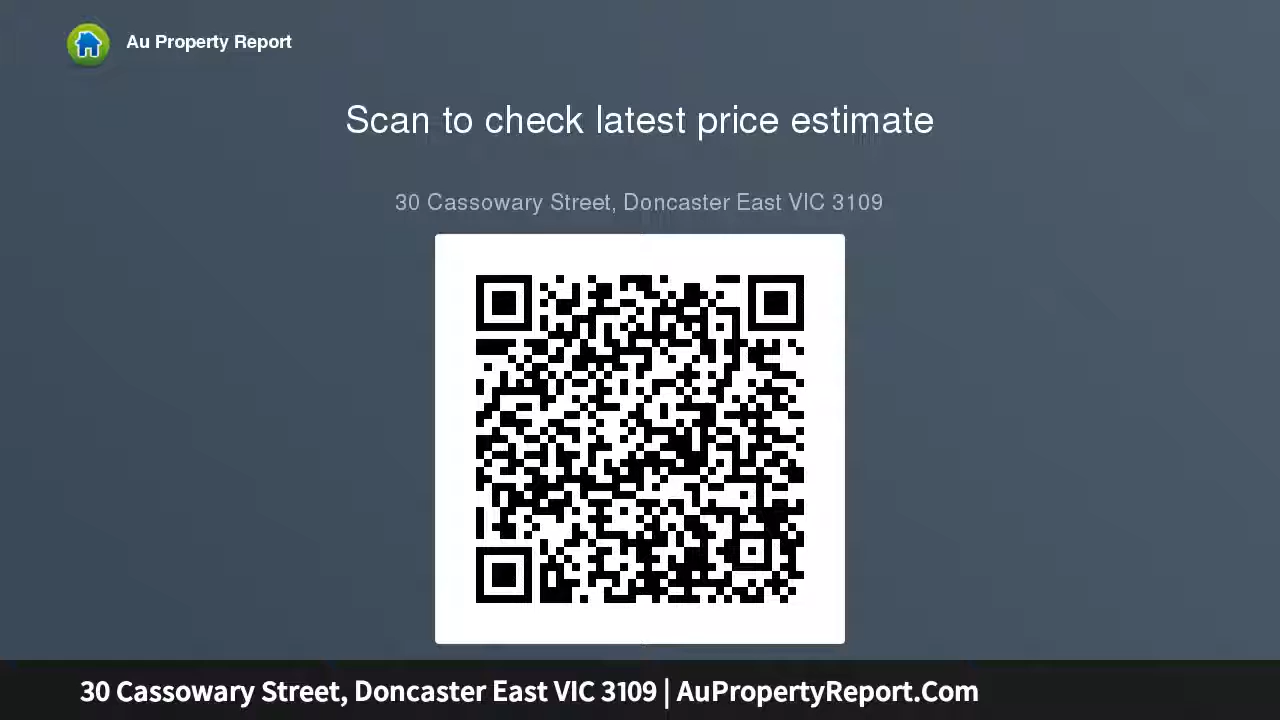 Au Property Report
Scan to check latest price estimate
30 Cassowary Street, Doncaster East VIC 3109
30 Cassowary Street, Doncaster East VIC 3109 | AuPropertyReport.Com